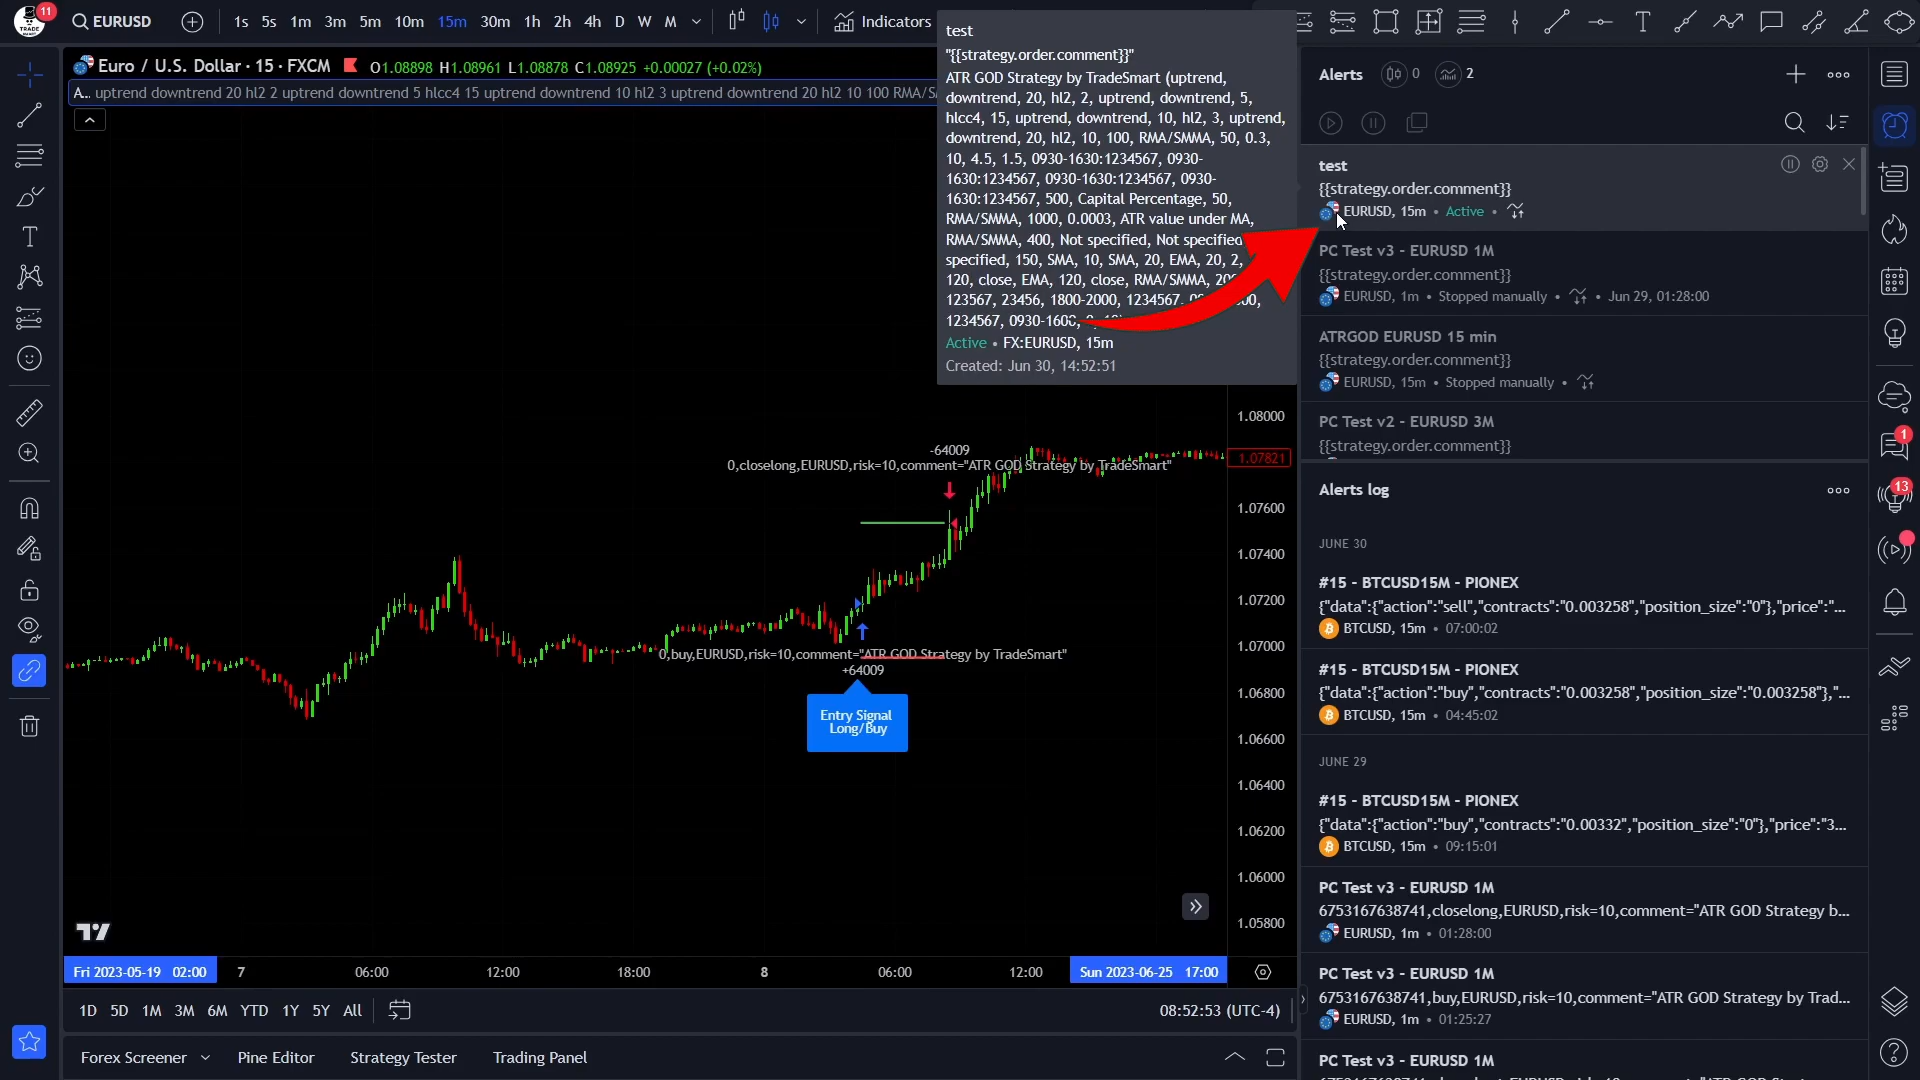 11
TRADE
EURUSD
1s 5s 1m 3m 5m 10m 15m 30m 1h 2h 4h D W M
Indicators
Euro / U.S. Dollar · 15 · FXCM O1.08898 H1.08961 L1.08878 C1.08925 +0.00027 (+0.02%)
A... uptrend downtrend 20 hl2 2 uptrend downtrend 5 hlcc4 15 uptrend downtrend 10 hl2 3 uptrend downtrend 20 hl2 10 100 RMA/S
test
"{{strategy.order.comment}}"
ATR GOD Strategy by TradeSmart (uptrend,
downtrend, 20, hl2, 2, uptrend, downtrend, 5,
hlcc4, 15, uptrend, downtrend, 10, hl2, 3, uptrend,
downtrend, 20, hl2, 10, 100, RMA/SMMA, 50, 0.3,
10, 4.5, 1.5, 0930-1630:1234567, 0930-
1630:1234567, 0930-1630:1234567, 0930-
1630:1234567, 500, Capital Percentage, 50,
RMA/SMMA, 1000, 0.0003, ATR value under MA,
RMA/SMMA, 400, Not specified, Not specified
specified, 150, SMA, 10, SMA, 20, EMA, 20, 2,
120, close, EMA, 120, close, RMA/SMMA,
123567, 23456, 1800-2000, 1234567,
1234567, 0930-1600,
Active • FX:EURUSD, 15m
Created: Jun 30, 14:52:51
1.08000
1.07821
1.07600
1.07400
1.07200
1.07000
1.06800
1.06600
1.06400
1.06200
1.06000
1.05800
-64009
0,closelong,EURUSD,risk=10,comment="ATR GOD Strategy by TradeSmart"
0,buy,EURUSD,risk=10,comment="ATR GOD Strategy by TradeSmart"
+64009
Entry Signal
Long/Buy
Fri 2023-05-19 02:00 7 06:00 12:00 18:00 8 06:00 12:00 Sun 2023-06-25 17:00
1D 5D 1M 3M 6M YTD 1Y 5Y All
08:52:53 (UTC-4)
Forex Screener Pine Editor Strategy Tester Trading Panel
Alerts 0 2
test
{{strategy.order.comment}}
EURUSD, 15m • Active •
PC Test v3 - EURUSD 1M
{{strategy.order.comment}}
EURUSD, 1m • Stopped manually • • Jun 29, 01:28:00
ATRGOD EURUSD 15 min
{{strategy.order.comment}}
EURUSD, 15m • Stopped manually •
PC Test v2 - EURUSD 3M
{{strategy.order.comment}}
Alerts log
JUNE 30
#15 - BTCUSD15M - PIONEX
{"data":{"action":"sell","contracts":"0.003258","position_size":"0"},"price":"...
BTCUSD, 15m • 07:00:02
#15 - BTCUSD15M - PIONEX
{"data":{"action":"buy","contracts":"0.003258","position_size":"0.003258"},"...
BTCUSD, 15m • 04:45:02
JUNE 29
#15 - BTCUSD15M - PIONEX
{"data":{"action":"buy","contracts":"0.00332","position_size":"0"},"price":"3...
BTCUSD, 15m • 09:15:01
PC Test v3 - EURUSD 1M
6753167638741,closelong,EURUSD,risk=10,comment="ATR GOD Strategy b...
EURUSD, 1m • 01:28:00
PC Test v3 - EURUSD 1M
6753167638741,buy,EURUSD,risk=10,comment="ATR GOD Strategy by Trad...
EURUSD, 1m • 01:25:27
PC Test v3 - EURUSD 1M
1
13